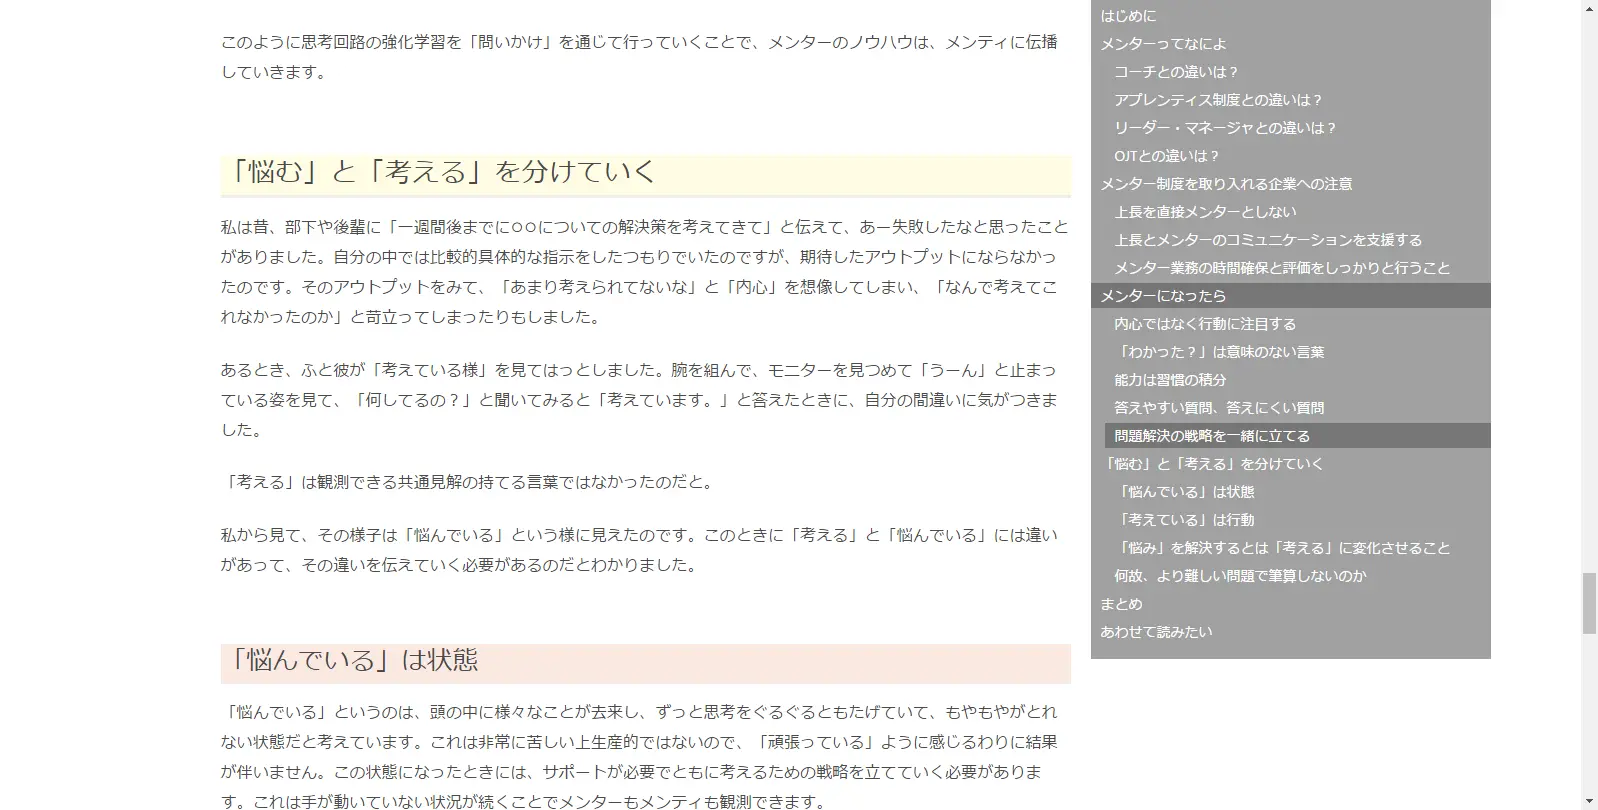 このように思考回路の強化学習を「問いかけ」を通じて行っていくことで、メンターのノウハウは、メンティに伝播
していきます。
「悩む」と「考える」を分けていく
私は昔、部下や後輩に「一週間後までに○○についての解決策を考えてきて」と伝えて、あー失敗したなと思ったこと
がありました。自分の中では比較的具体的な指示をしたつもりでいたのですが、期待したアウトプットにならなかっ
たのです。そのアウトプットをみて、「あまり考えられてないな」と「内心」を想像してしまい、「なんで考えてこ
れなかったのか」と苛立ってしまったりもしました。
あるとき、ふと彼が「考えている様」を見てはっとしました。腕を組んで、モニターを見つめて「うーん」と止まっ
ている姿を見て、「何してるの？」と聞いてみると「考えています。」と答えたときに、自分の間違いに気がつきま
した。
「考える」は観測できる共通見解の持てる言葉ではなかったのだと。
私から見て、その様子は「悩んでいる」という様に見えたのです。このときに「考える」と「悩んでいる」には違い
があって、その違いを伝えていく必要があるのだとわかりました。
「悩んでいる」は状態
「悩んでいる」というのは、頭の中に様々なことが去来し、ずっと思考をぐるぐるともたげていて、もやもやがとれ
ない状態だと考えています。これは非常に苦しい上生産的ではないので、「頑張っている」ように感じるわりに結果
が伴いません。この状態になったときには、サポートが必要でともに考えるための戦略を立てていく必要がありま
す。これは手が動いていない状況が続くことでメンターもメンティも観測できます。
はじめに
メンターってなによ
コーチとの違いは？
アプレンティス制度との違いは？
リーダー・マネージャとの違いは？
OJTとの違いは？
メンター制度を取り入れる企業への注意
上長を直接メンターとしない
上長とメンターのコミュニケーションを支援する
メンター業務の時間確保と評価をしっかりと行うこと
メンターになったら
内心ではなく行動に注目する
「わかった？」は意味のない言葉
能力は習慣の積分
答えやすい質問、答えにくい質問
問題解決の戦略を一緒に立てる
「悩む」と「考える」を分けていく
「悩んでいる」は状態
「考えている」は行動
「悩み」を解決するとは「考える」に変化させること
何故、より難しい問題で筆算しないのか
まとめ
あわせて読みたい